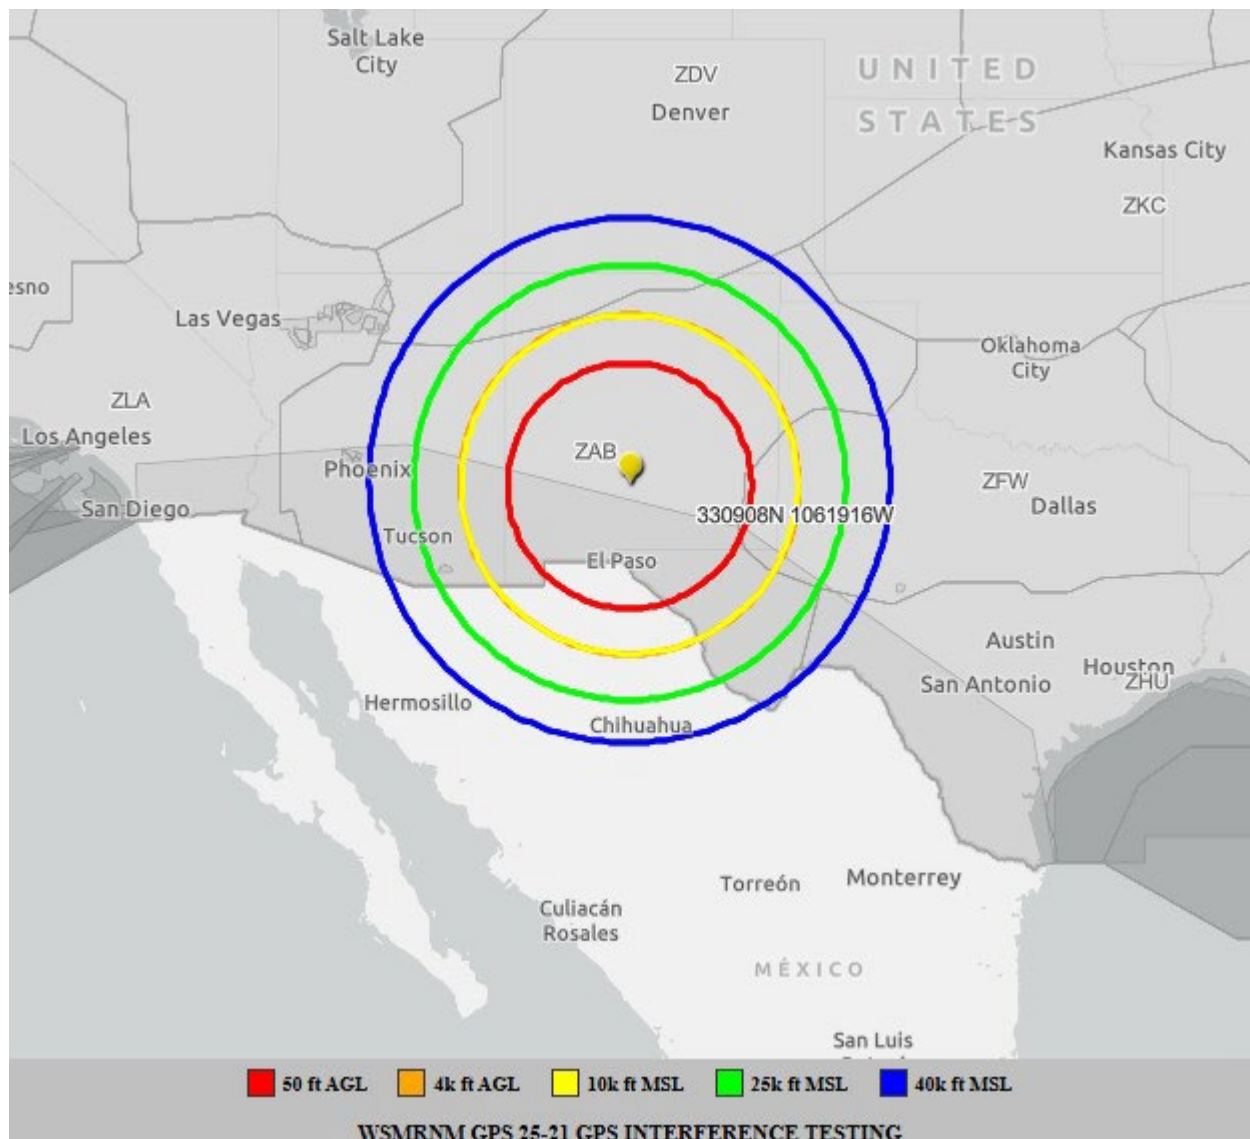 Salt Lake
City
ZDV
Denver
UNITED
STATES
Kansas City
ZKC
esno
Las Vegas
Oklahoma
City
ZLA
Los Angeles
ZAB
Phoenix
ZFW
Dallas
San Diego
330908N 1061916W
Tucson
El Paso
Austin
Houston
ZHU
San Antonio
Hermosillo
Chihuahua
Torreón
Monterrey
Culiacán
Rosales
MÉXICO
San Luis
50 ft AGL
4k ft AGL
10k ft MSL
25k ft MSL
40k ft MSL
WSMRNM GPS 25-21 GPS INTERFERENCE TESTING